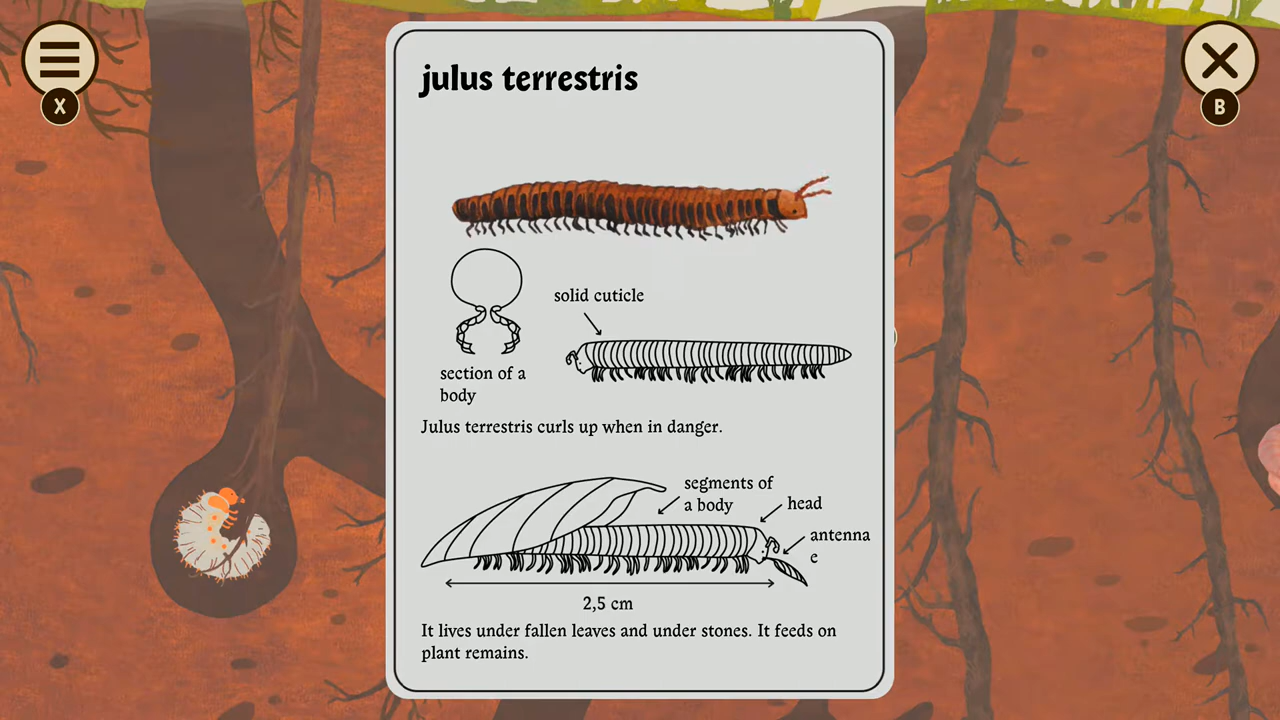 julus terrestris
X
B
solid cuticle
section of a
body
Julus terrestris curls up when in danger.
segments of
a body
head
antenna
e
2,5 cm
It lives under fallen leaves and under stones. It feeds on
plant remains.